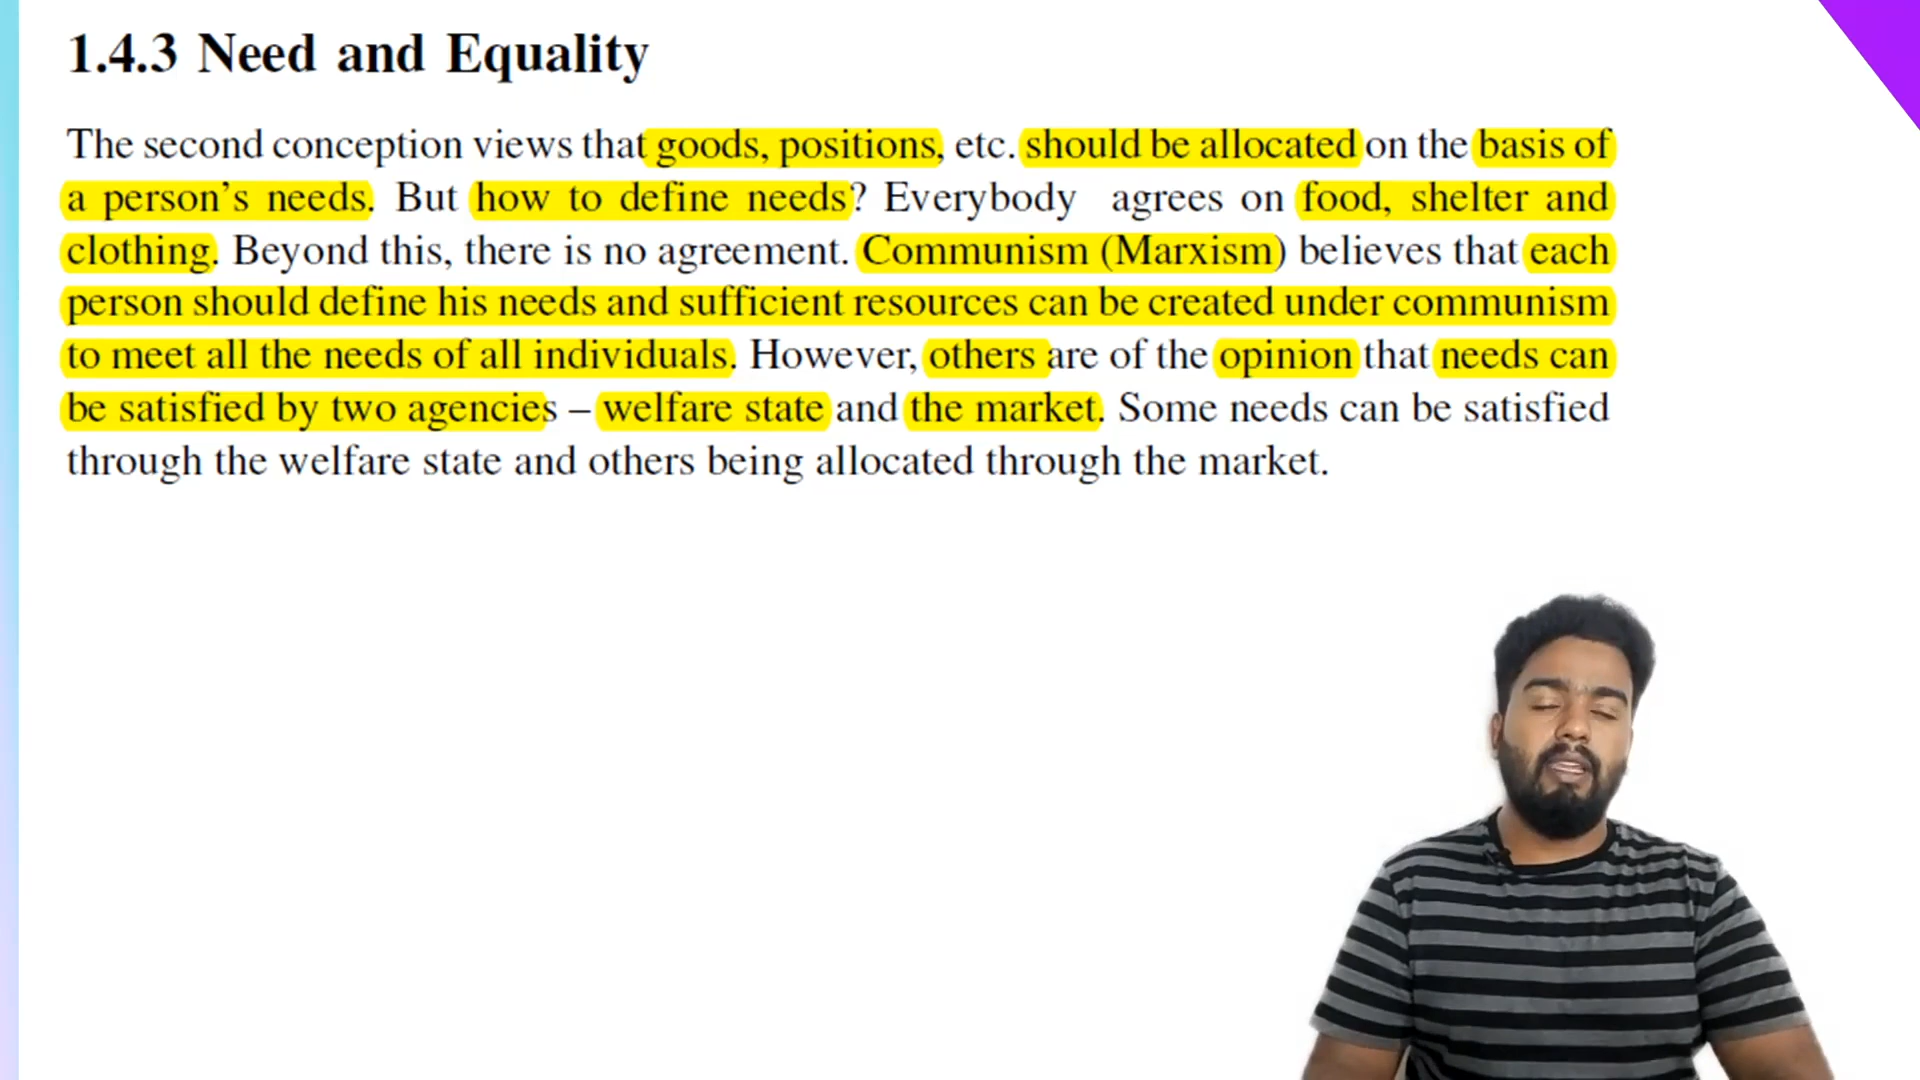 1.4.3 Need and Equality
The second conception views that goods, positions, etc. should be allocated on the basis of
a person’s needs. But how to define needs? Everybody agrees on food, shelter and
clothing. Beyond this, there is no agreement. Communism (Marxism) believes that each
person should define his needs and sufficient resources can be created under communism
to meet all the needs of all individuals. However, others are of the opinion that needs can
be satisfied by two agencies – welfare state and the market. Some needs can be satisfied
through the welfare state and others being allocated through the market.